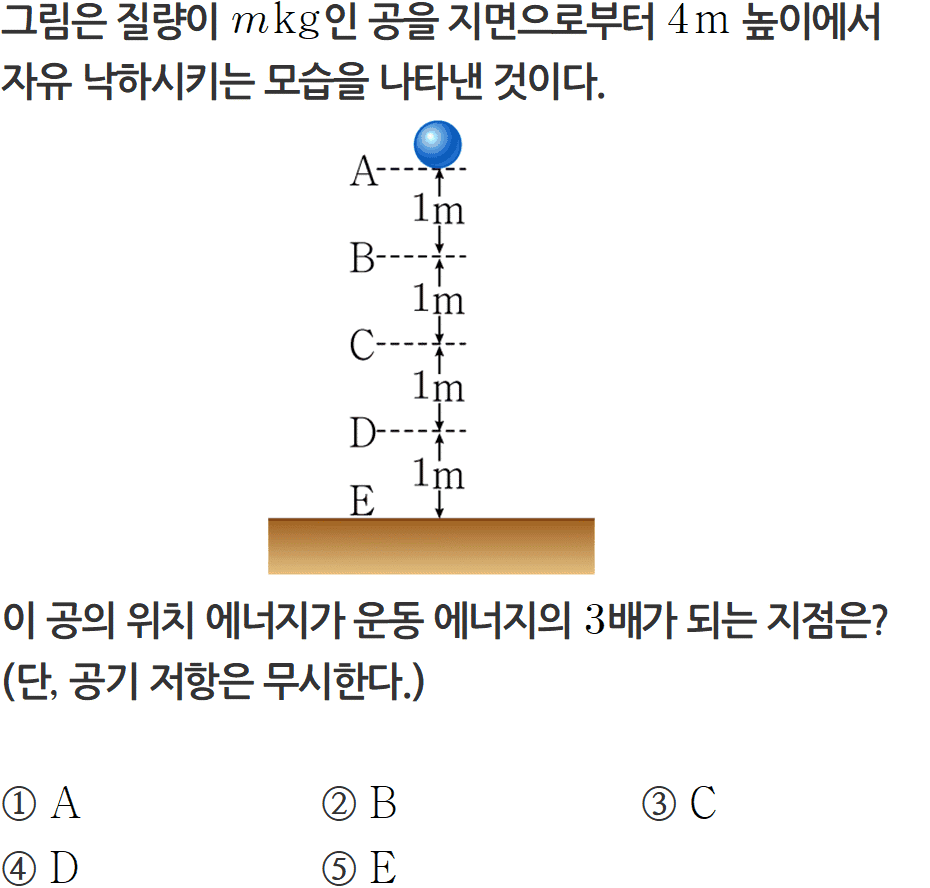 그림은 질량이 m kg인 공을 지면으로부터 4m 높이에서
자유 낙하시키는 모습을 나타낸 것이다.
A
1m
B
1m
C
1m
D
1m
E
이 공의 위치 에너지가 운동 에너지의 3배가 되는 지점은?
(단, 공기 저항은 무시한다.)
① A ② B ③ C
④ D ⑤ E